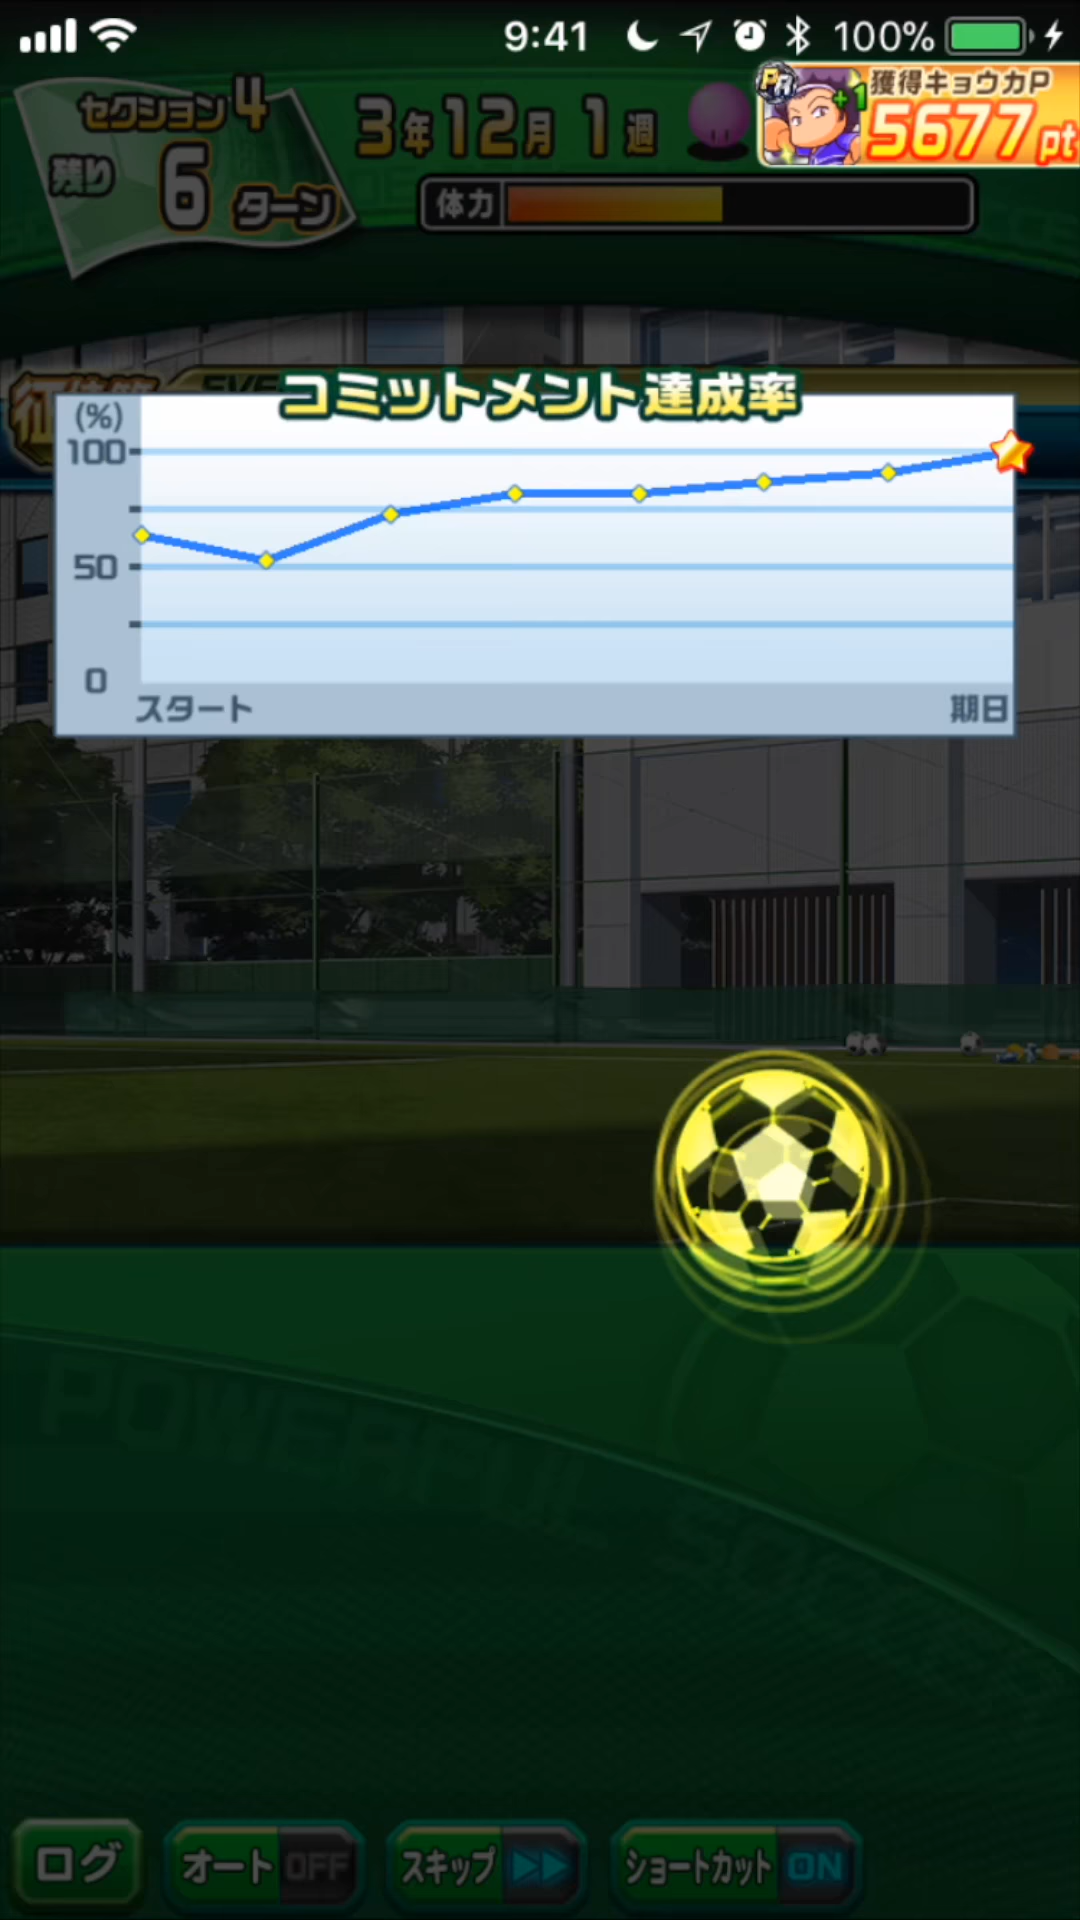 9:41 100%
セクション4
残り6ターン
3年12月1週
獲得キョウカP
+1
5677pt
体力
コミットメント達成率
(%)
100
50
0
スタート 期日
POWERFUL SOC
ログ オート OFF スキップ ショートカット ON